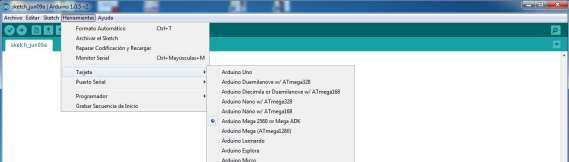 sketch_jun09a | Arduino 1.0.5-r2
Archivo Editar Sketch Herramientas Ayuda
Formato Automático Ctrl+T
Archivar el Sketch
Reparar Codificación y Recargar
Monitor Serial Ctrl+Mayúsculas+M
Tarjeta
Puerto Serial
Programador
Grabar Secuencia de Inicio
sketch_jun09a
Arduino Uno
Arduino Duemilanove w/ ATmega328
Arduino Diecimila or Duemilanove w/ ATmega168
Arduino Nano w/ ATmega328
Arduino Nano w/ ATmega168
Arduino Mega 2560 or Mega ADK
Arduino Mega (ATmega1280)
Arduino Leonardo
Arduino Esplora
Arduino Micro